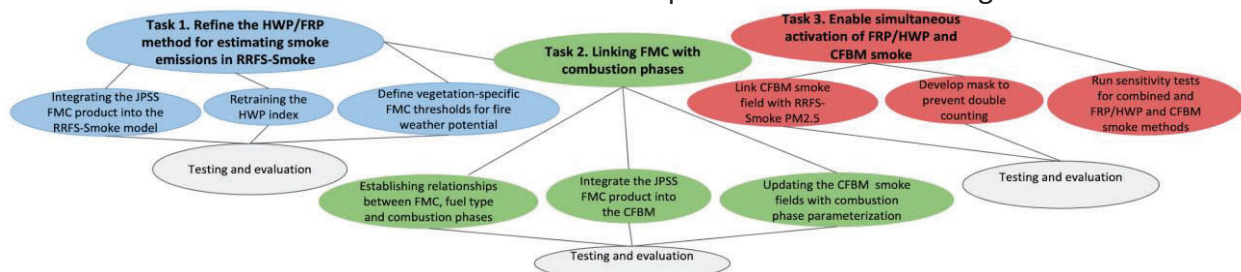 Task 1. Refine the HWP/FRP
method for estimating smoke
emissions in RRFS-Smoke
Integrating the JPSS
FMC product into the
RRFS-Smoke model
Retraining the
HWP index
Define vegetation-specific
FMC thresholds for fire
weather potential
Testing and evaluation
Task 2. Linking FMC with
combustion phases
Establishing relationships
between FMC, fuel type
and combustion phases
Integrate the JPSS
FMC product into
the CFBM
Updating the CFBM smoke
fields with combustion
phase parameterization
Testing and evaluation
Task 3. Enable simultaneous
activation of FRP/HWP and
CFBM smoke
Link CFBM smoke
field with RRFS-
Smoke PM2.5
Develop mask to
prevent double
counting
Run sensitivity tests
for combined and
FRP/HWP and CFBM
smoke methods
Testing and evaluation